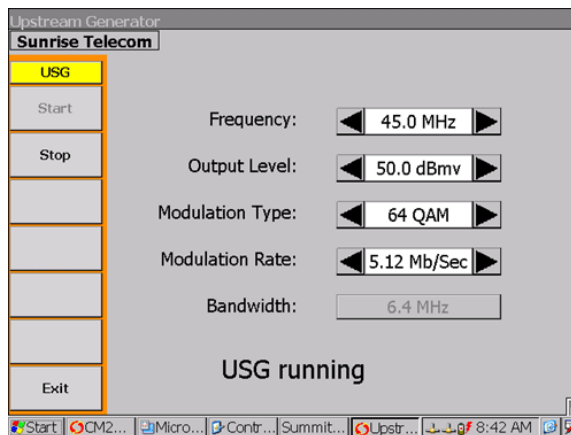 Upstream Generator
Sunrise Telecom
USG
Start
Stop
Exit
Frequency: 45.0 MHz
Output Level: 50.0 dBmv
Modulation Type: 64 QAM
Modulation Rate: 5.12 Mb/Sec
Bandwidth: 6.4 MHz
USG running
Start CM2... Micro... Contr... Summit... Upstr... 8:42 AM